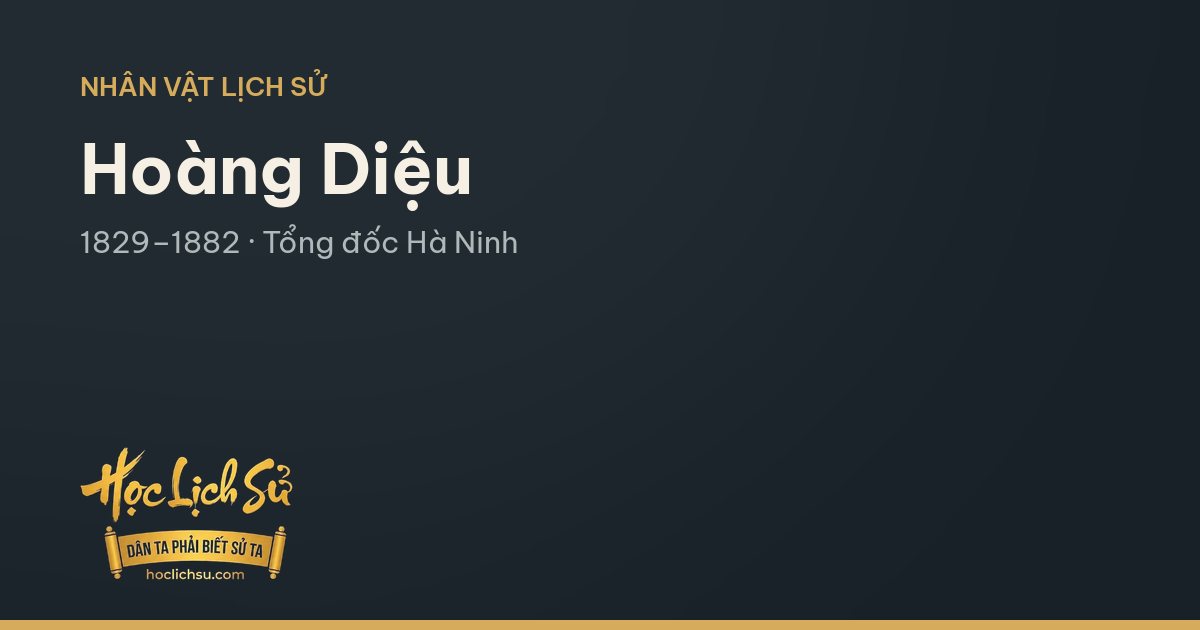 NHÂN VẬT LỊCH SỬ
Hoàng Diệu
1829–1882 · Tổng đốc Hà Ninh
Học Lịch Sử
DÂN TA PHẢI BIẾT SỬ TA
hoclichsu.com